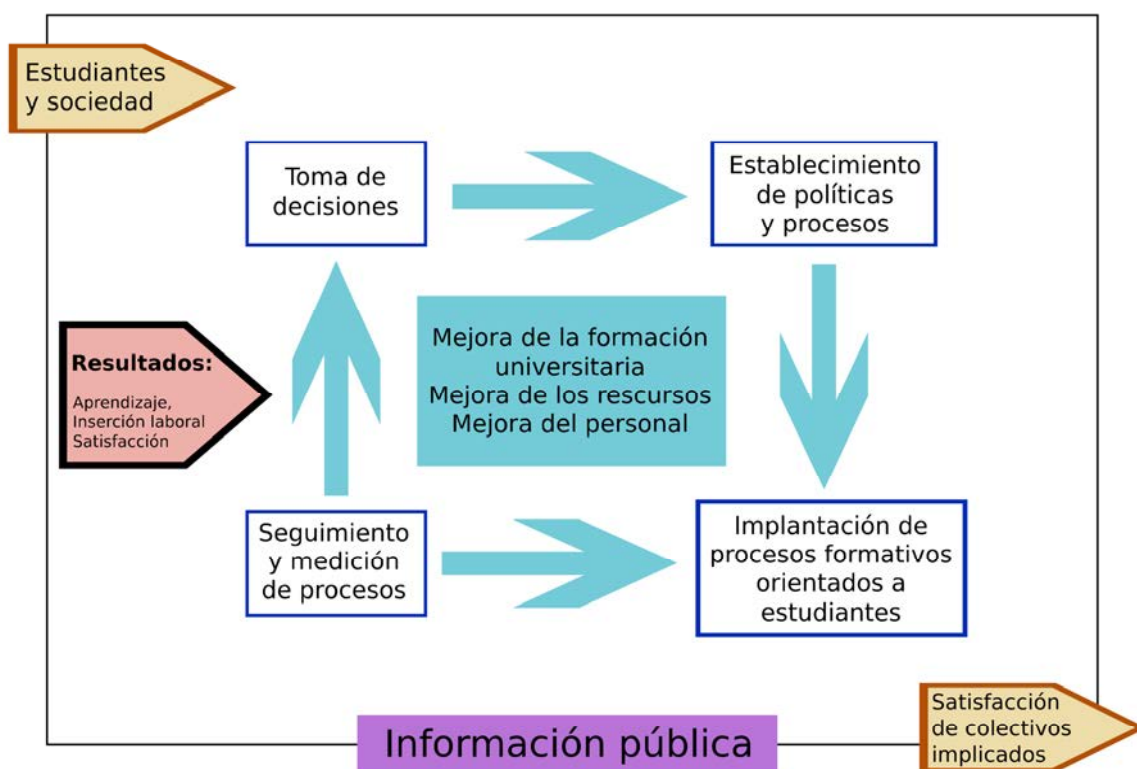 Estudiantes
y sociedad
Toma de
decisiones
Establecimiento
de políticas
y procesos
Resultados:
Aprendizaje,
Inserción laboral
Satisfacción
Mejora de la formación
universitaria
Mejora de los rescursos
Mejora del personal
Seguimiento
y medición
de procesos
Implantación de
procesos formativos
orientados a
estudiantes
Información pública
Satisfacción
de colectivos
implicados